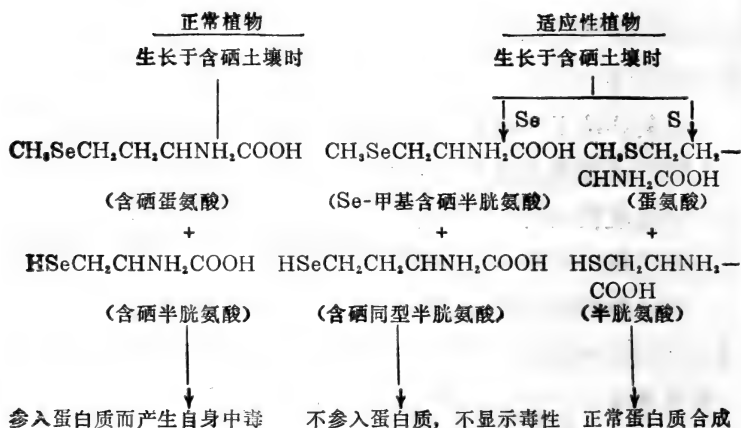 正常植物 适应性植物
生长于含硒土壤时 生长于含硒土壤时
Se S
CH₃SeCH₂CH₂CHNH₂COOH CH₃SeCH₂CHNH₂COOH CH₃SCH₂CH₂—
CHNH₂COOH
(含硒蛋氨酸) (Se-甲基含硒半胱氨酸) (蛋氨酸)
+ + +
HSeCH₂CHNH₂COOH HSeCH₂CH₂CHNH₂COOH HSCH₂CHNH₂—
COOH
(含硒半胱氨酸) (含硒同型半胱氨酸) (半胱氨酸)
参入蛋白质而产生自身中毒 不参入蛋白质，不显示毒性 正常蛋白质合成